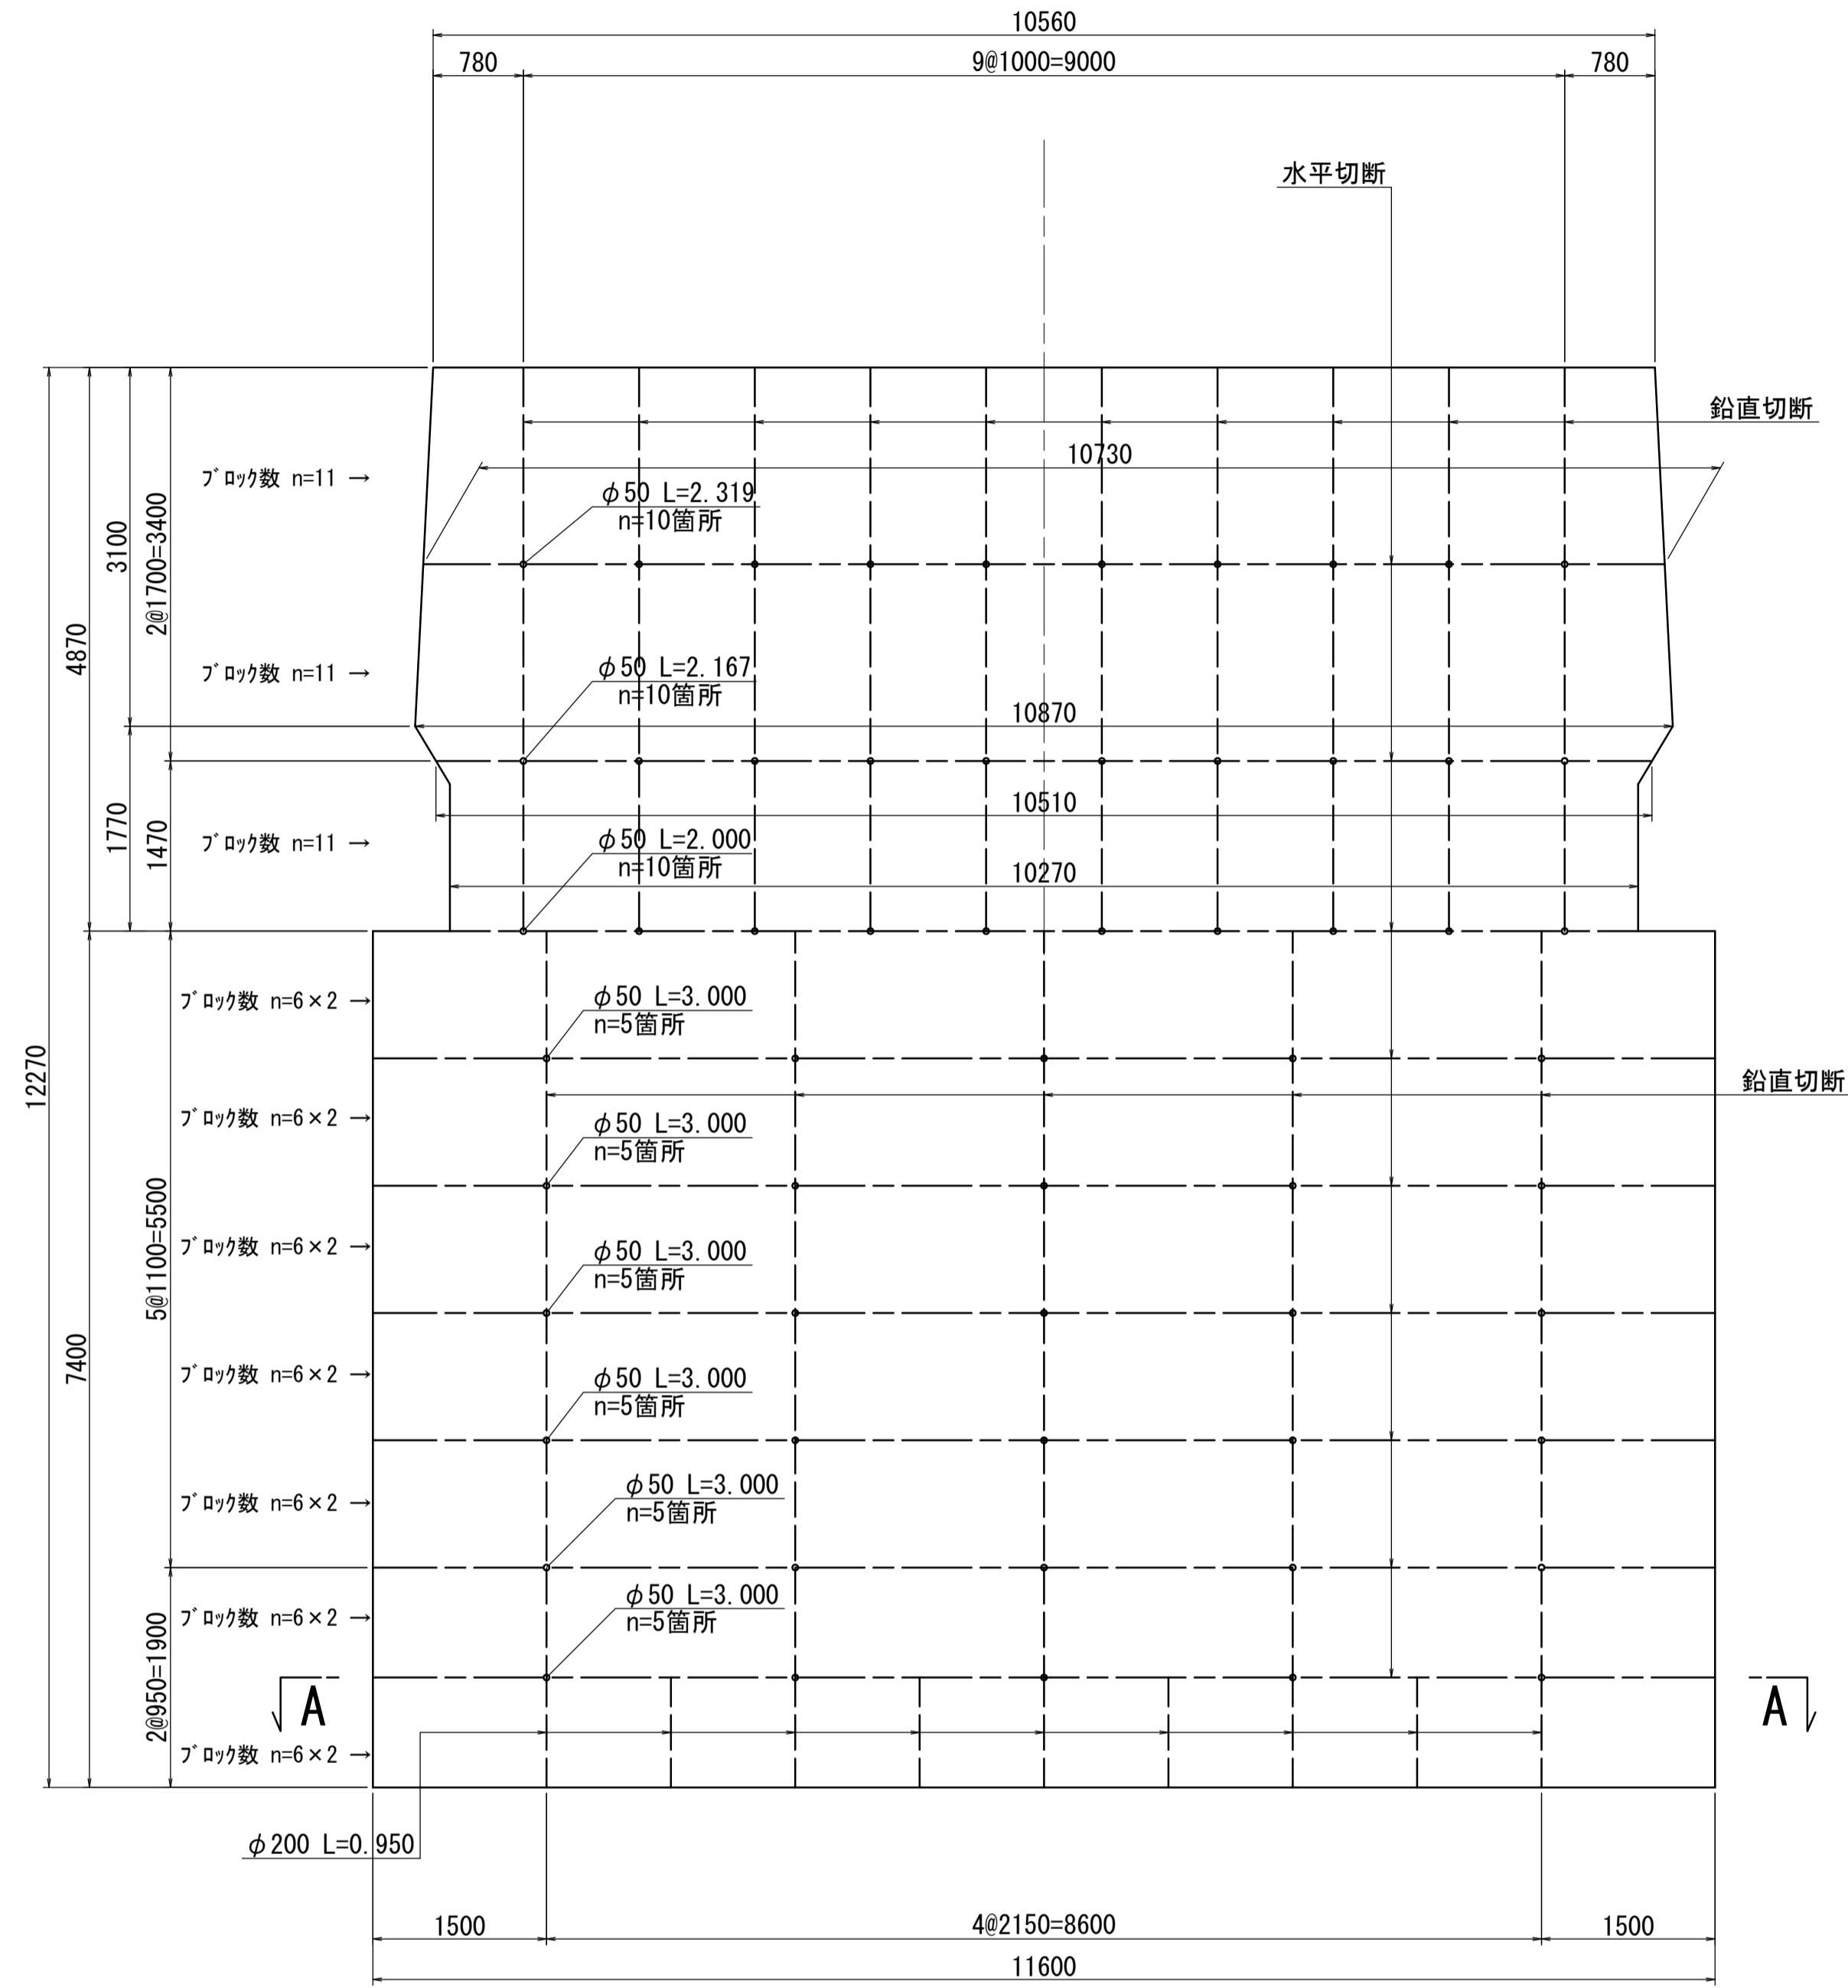 10560
780
9@1000=9000
780
水平切断
鉛直切断
10730
ﾌﾞﾛｯｸ数 n=11 →
φ50 L=2.319
n=10箇所
3100
2@1700=3400
4870
ﾌﾞﾛｯｸ数 n=11 →
φ50 L=2.167
n=10箇所
10870
10510
1770
1470
ﾌﾞﾛｯｸ数 n=11 →
φ50 L=2.000
n=10箇所
10270
ﾌﾞﾛｯｸ数 n=6×2 →
φ50 L=3.000
n=5箇所
12270
鉛直切断
ﾌﾞﾛｯｸ数 n=6×2 →
φ50 L=3.000
n=5箇所
5@1100=5500
ﾌﾞﾛｯｸ数 n=6×2 →
φ50 L=3.000
n=5箇所
7400
ﾌﾞﾛｯｸ数 n=6×2 →
φ50 L=3.000
n=5箇所
ﾌﾞﾛｯｸ数 n=6×2 →
φ50 L=3.000
n=5箇所
ﾌﾞﾛｯｸ数 n=6×2 →
φ50 L=3.000
n=5箇所
2@950=1900
A
A
ﾌﾞﾛｯｸ数 n=6×2 →
φ200 L=0.950
1500
4@2150=8600
1500
11600